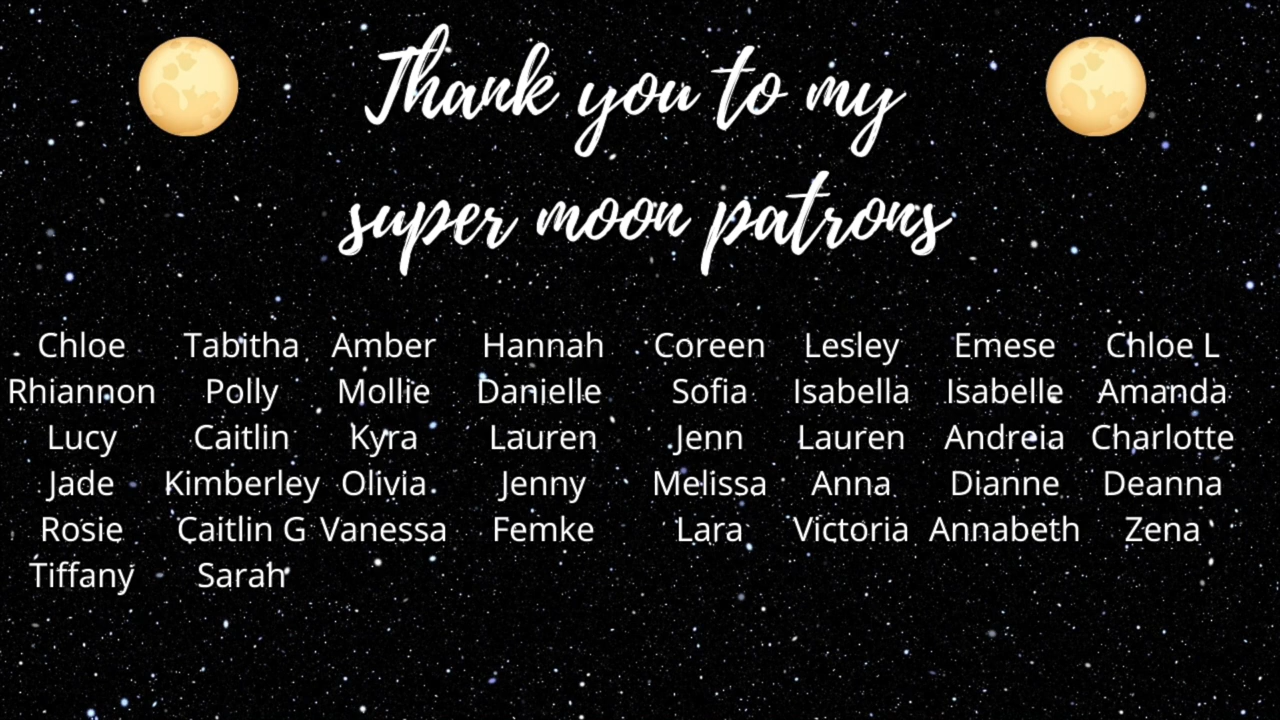 Thank you to my
super moon patrons
Chloe Tabitha Amber Hannah Coreen Lesley Emese Chloe L
Rhiannon Polly Mollie Danielle Sofia Isabella Isabelle Amanda
Lucy Caitlin Kyra Lauren Jenn Lauren Andreia Charlotte
Jade Kimberley Olivia Jenny Melissa Anna Dianne Deanna
Rosie Caitlin G Vanessa Femke Lara Victoria Annabeth Zena
Tiffany Sarah